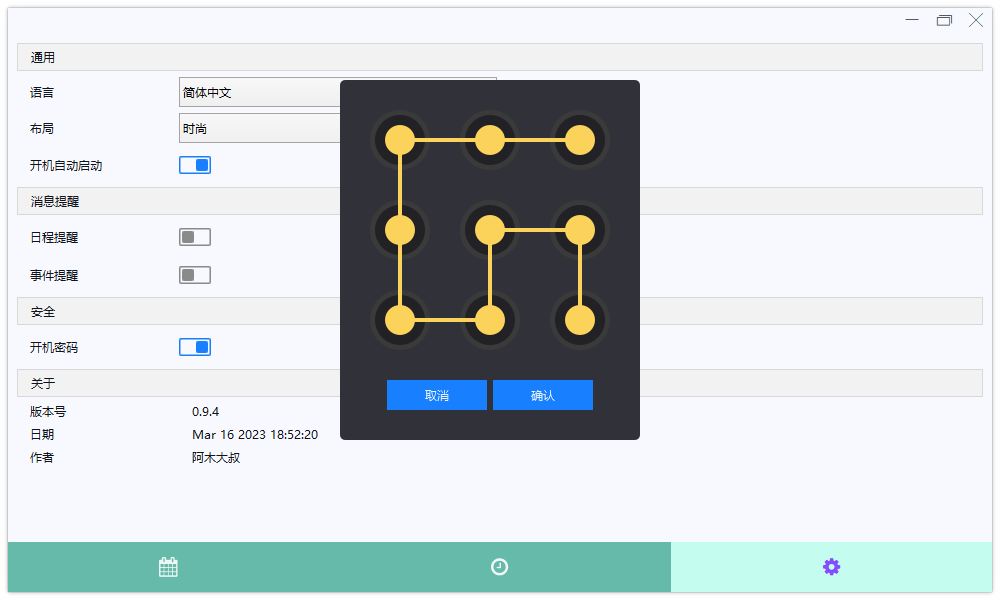 通用
语言 简体中文
布局 时尚
开机自动启动
消息提醒
日程提醒
事件提醒
安全
开机密码
取消 确认
关于
版本号 0.9.4
日期 Mar 16 2023 18:52:20
作者 阿木大叔